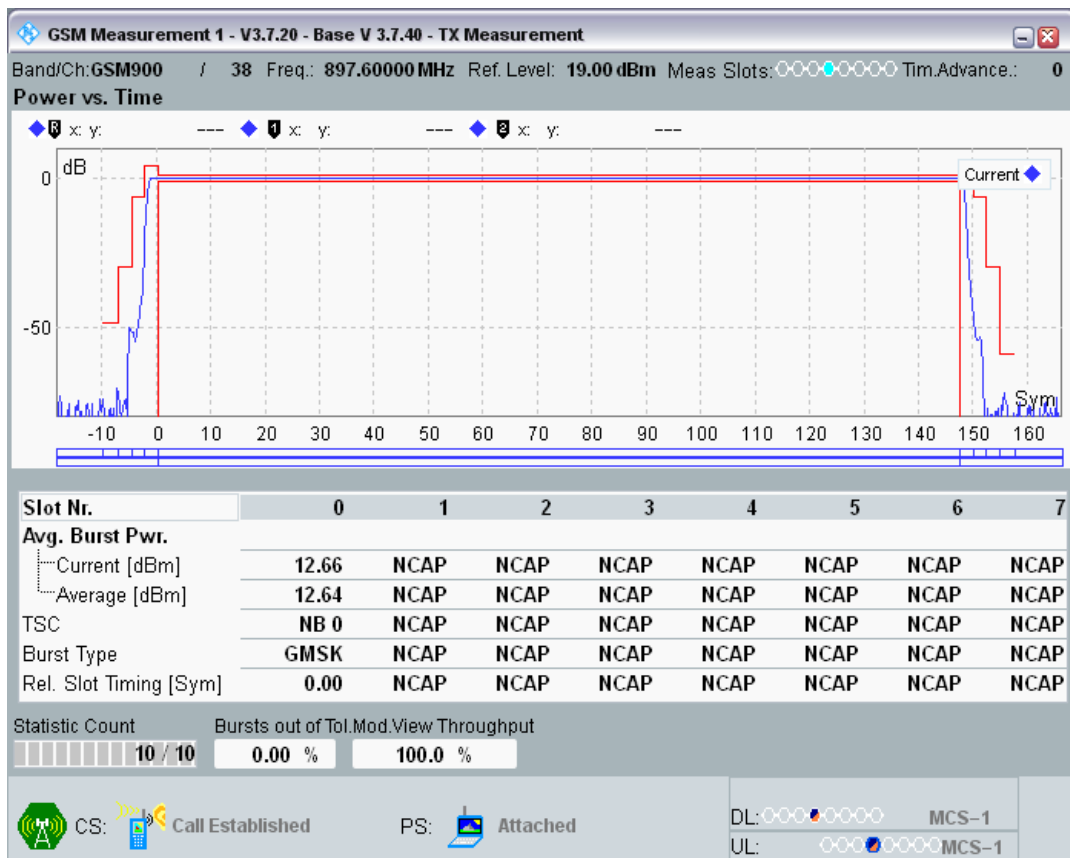 GSM Measurement 1 - V3.7.20 - Base V 3.7.40 - TX Measurement
Band/Ch:GSM900 / 38 Freq.: 897.60000 MHz Ref. Level: 19.00 dBm Meas Slots: Tim.Advance.: 0
Power vs. Time
R x: y: --- 1 x: y: --- 2 x: y: ---
dB
Current
0
-50
Sym
-10 0 10 20 30 40 50 60 70 80 90 100 110 120 130 140 150 160
Slot Nr. 0 1 2 3 4 5 6 7
Avg. Burst Pwr.
Current [dBm] 12.66 NCAP NCAP NCAP NCAP NCAP NCAP NCAP
Average [dBm] 12.64 NCAP NCAP NCAP NCAP NCAP NCAP NCAP
TSC NB 0 NCAP NCAP NCAP NCAP NCAP NCAP NCAP
Burst Type GMSK NCAP NCAP NCAP NCAP NCAP NCAP NCAP
Rel. Slot Timing [Sym] 0.00 NCAP NCAP NCAP NCAP NCAP NCAP NCAP
Statistic Count Bursts out of Tol.Mod.View Throughput
10 / 10 0.00 % 100.0 %
CS: Call Established PS: Attached
DL: MCS-1
UL: MCS-1